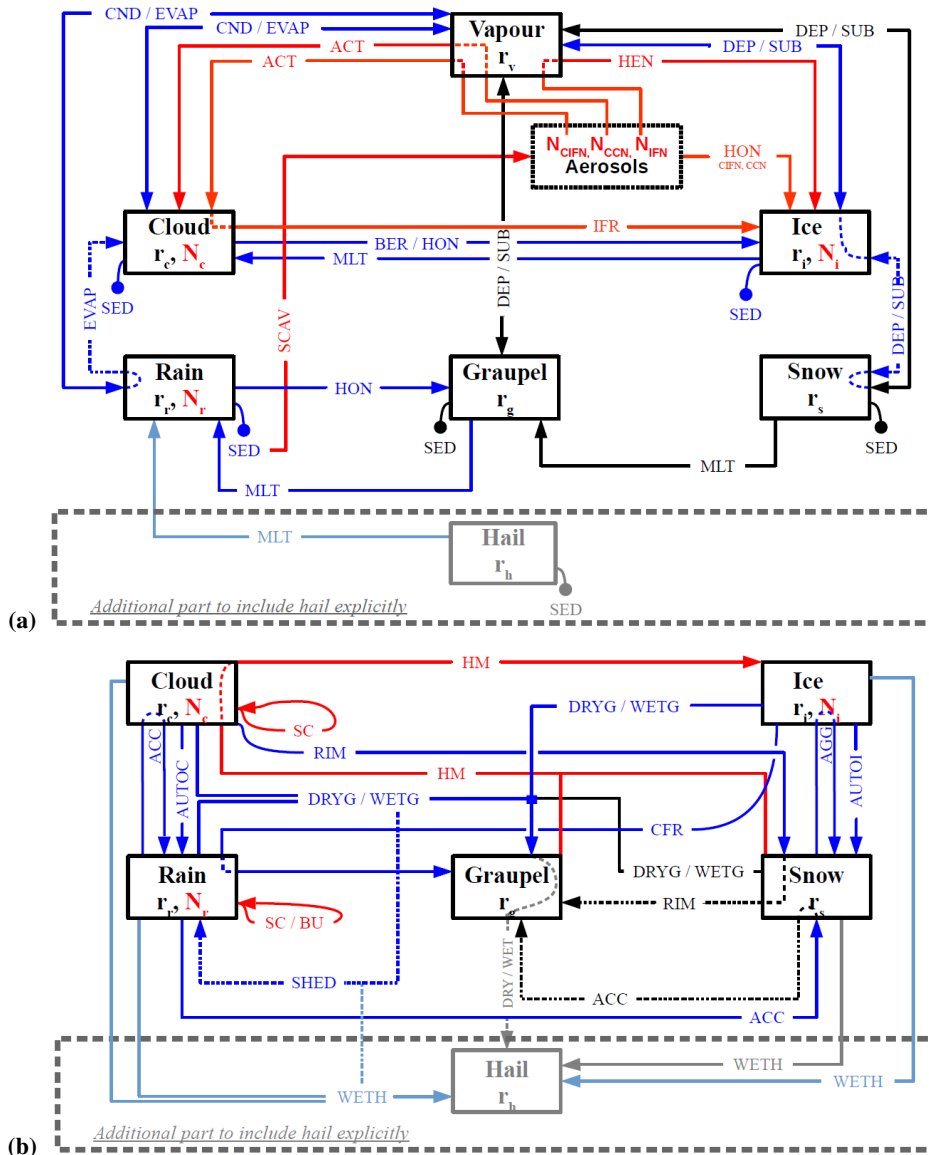 CND / EVAP
CND / EVAP
ACT
ACT
Vapour
r_v
DEP / SUB
DEP / SUB
HEN
N_CIFN, N_CCN, N_IFN
Aerosols
HON
CIFN, CCN
Cloud
r_c, N_c
IFR
BER / HON
MLT
Ice
r_i, N_i
SED
SED
EVAP
SCAV
DEP / SUB
DEP / SUB
Rain
r_r, N_r
HON
Graupel
r_g
Snow
r_s
SED
SED
SED
MLT
MLT
MLT
Hail
r_h
SED
Additional part to include hail explicitly
(a)
HM
Cloud
r_c, N_c
Ice
r_i, N_i
SC
DRYG / WETG
ACC
AUTOC
RIM
AGG
AUTOI
HM
DRYG / WETG
CFR
Rain
r_r, N_r
Graupel
r_g
DRYG / WETG
Snow
r_s
RIM
SC / BU
SHED
DRY / WET
ACC
ACC
Hail
r_h
WETH
WETH
WETH
Additional part to include hail explicitly
(b)